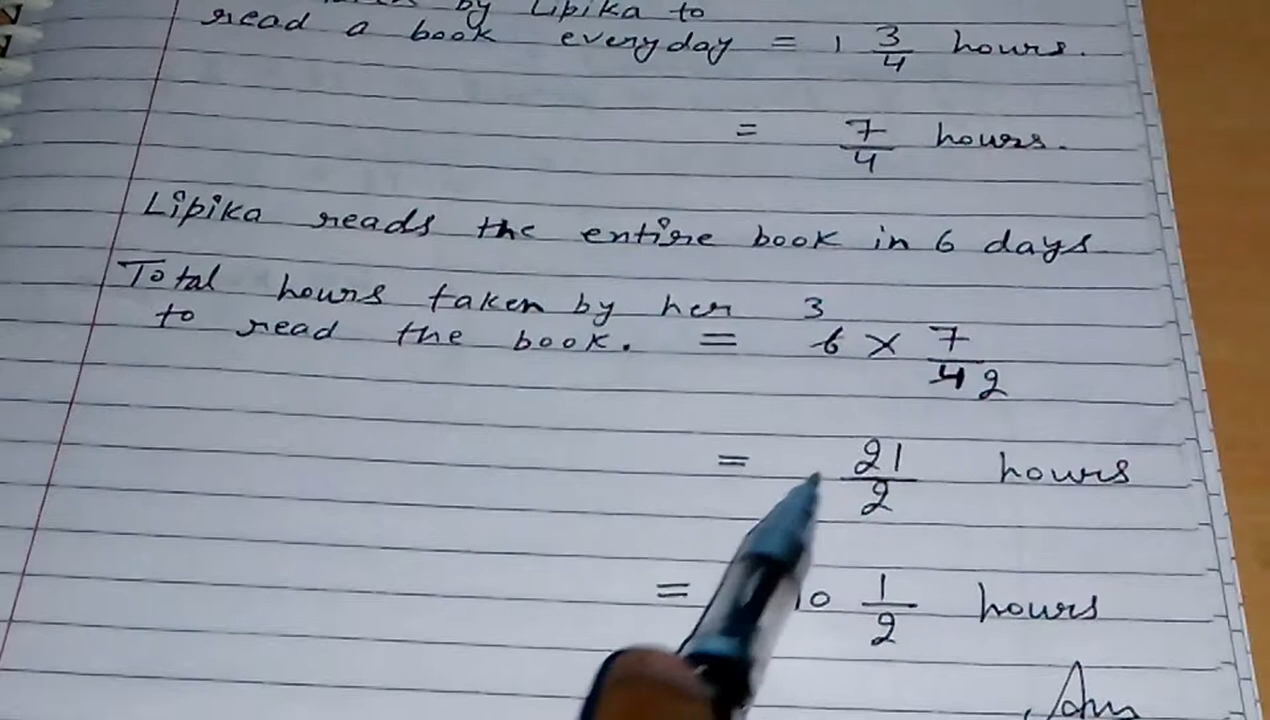 by Lipika to
read a book everyday = 1 3/4 hours.
= 7/4 hours.
Lipika reads the entire book in 6 days
Total hours taken by her 3
to read the book. = 6 × 7/4 2
= 21/2 hours
= 10 1/2 hours
Ans